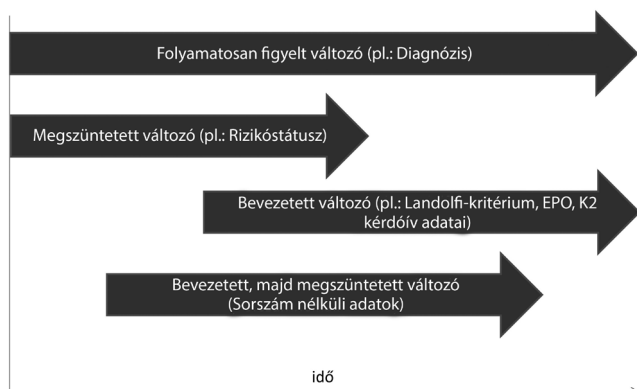 Folyamatosan figyelt változó (pl.: Diagnózis)
Megszüntetett változó (pl.: Rizikóstátusz)
Bevezetett változó (pl.: Landolfi-kritérium, EPO, K2
kérdóív adatai)
Bevezetett, majd megszüntetett változó
(Sorszám nélküli adatok)
idő